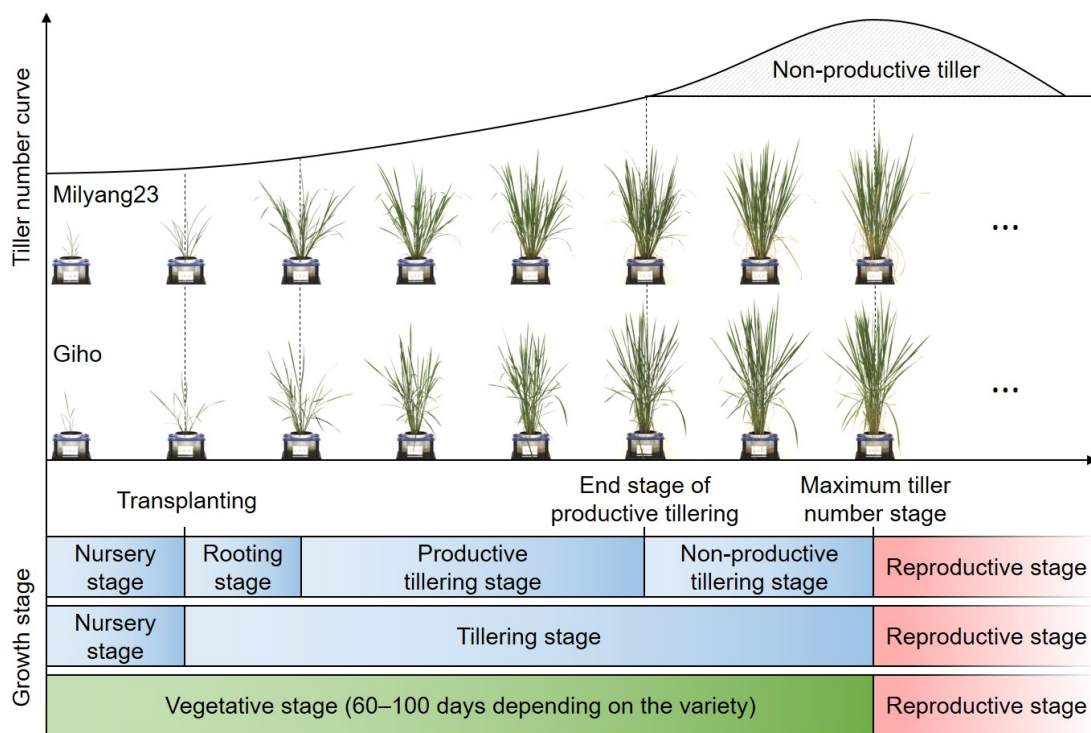 Tiller number curve
Non-productive tiller
Milyang23
...
Giho
...
Transplanting
End stage of
productive tillering
Maximum tiller
number stage
Growth stage
Nursery
stage
Rooting
stage
Productive
tillering stage
Non-productive
tillering stage
Reproductive stage
Nursery
stage
Tillering stage
Reproductive stage
Vegetative stage (60–100 days depending on the variety)
Reproductive stage